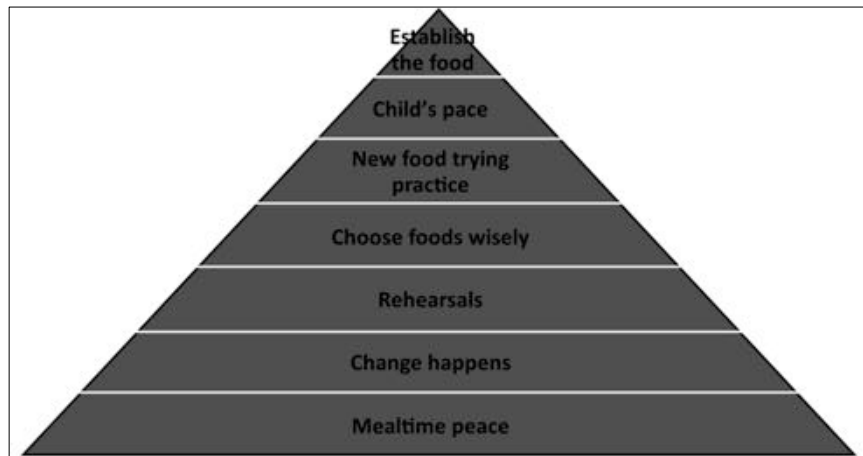 Establish
the food
Child's pace
New food trying
practice
Choose foods wisely
Rehearsals
Change happens
Mealtime peace